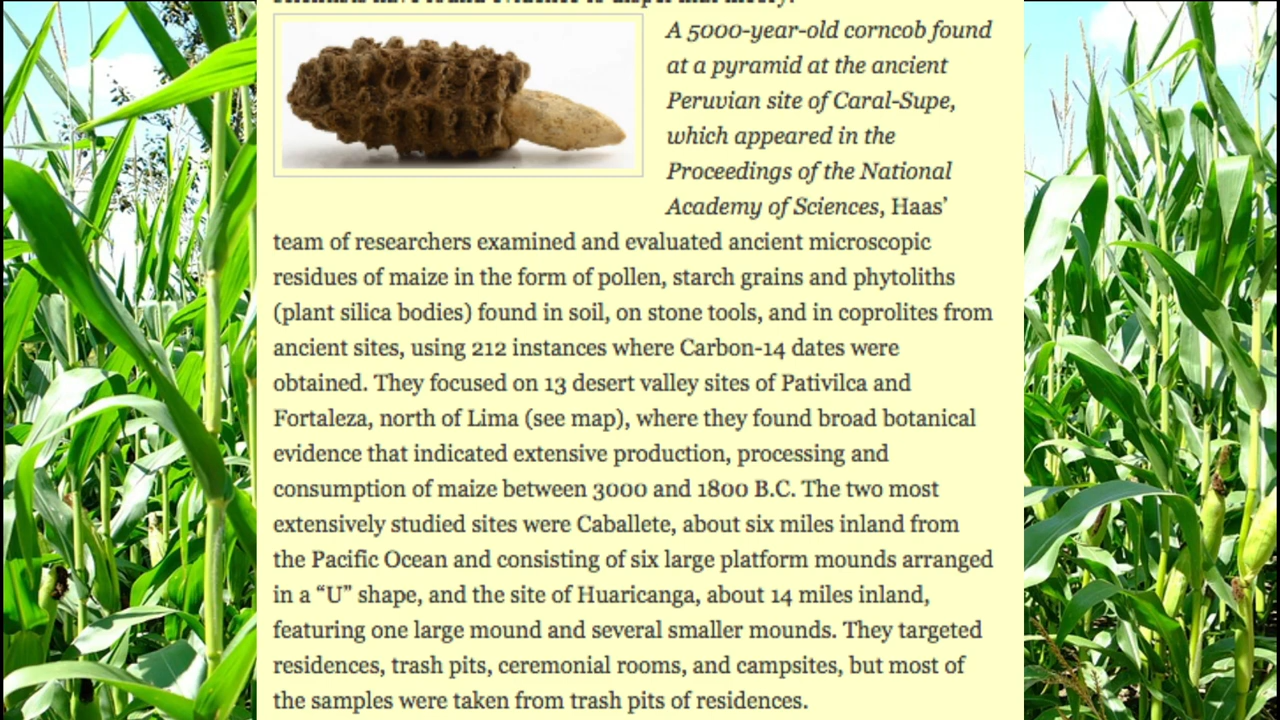 A 5000-year-old corncob found
at a pyramid at the ancient
Peruvian site of Caral-Supe,
which appeared in the
Proceedings of the National
Academy of Sciences, Haas’
team of researchers examined and evaluated ancient microscopic
residues of maize in the form of pollen, starch grains and phytoliths
(plant silica bodies) found in soil, on stone tools, and in coprolites from
ancient sites, using 212 instances where Carbon-14 dates were
obtained. They focused on 13 desert valley sites of Pativilca and
Fortaleza, north of Lima (see map), where they found broad botanical
evidence that indicated extensive production, processing and
consumption of maize between 3000 and 1800 B.C. The two most
extensively studied sites were Caballete, about six miles inland from
the Pacific Ocean and consisting of six large platform mounds arranged
in a “U” shape, and the site of Huaricanga, about 14 miles inland,
featuring one large mound and several smaller mounds. They targeted
residences, trash pits, ceremonial rooms, and campsites, but most of
the samples were taken from trash pits of residences.